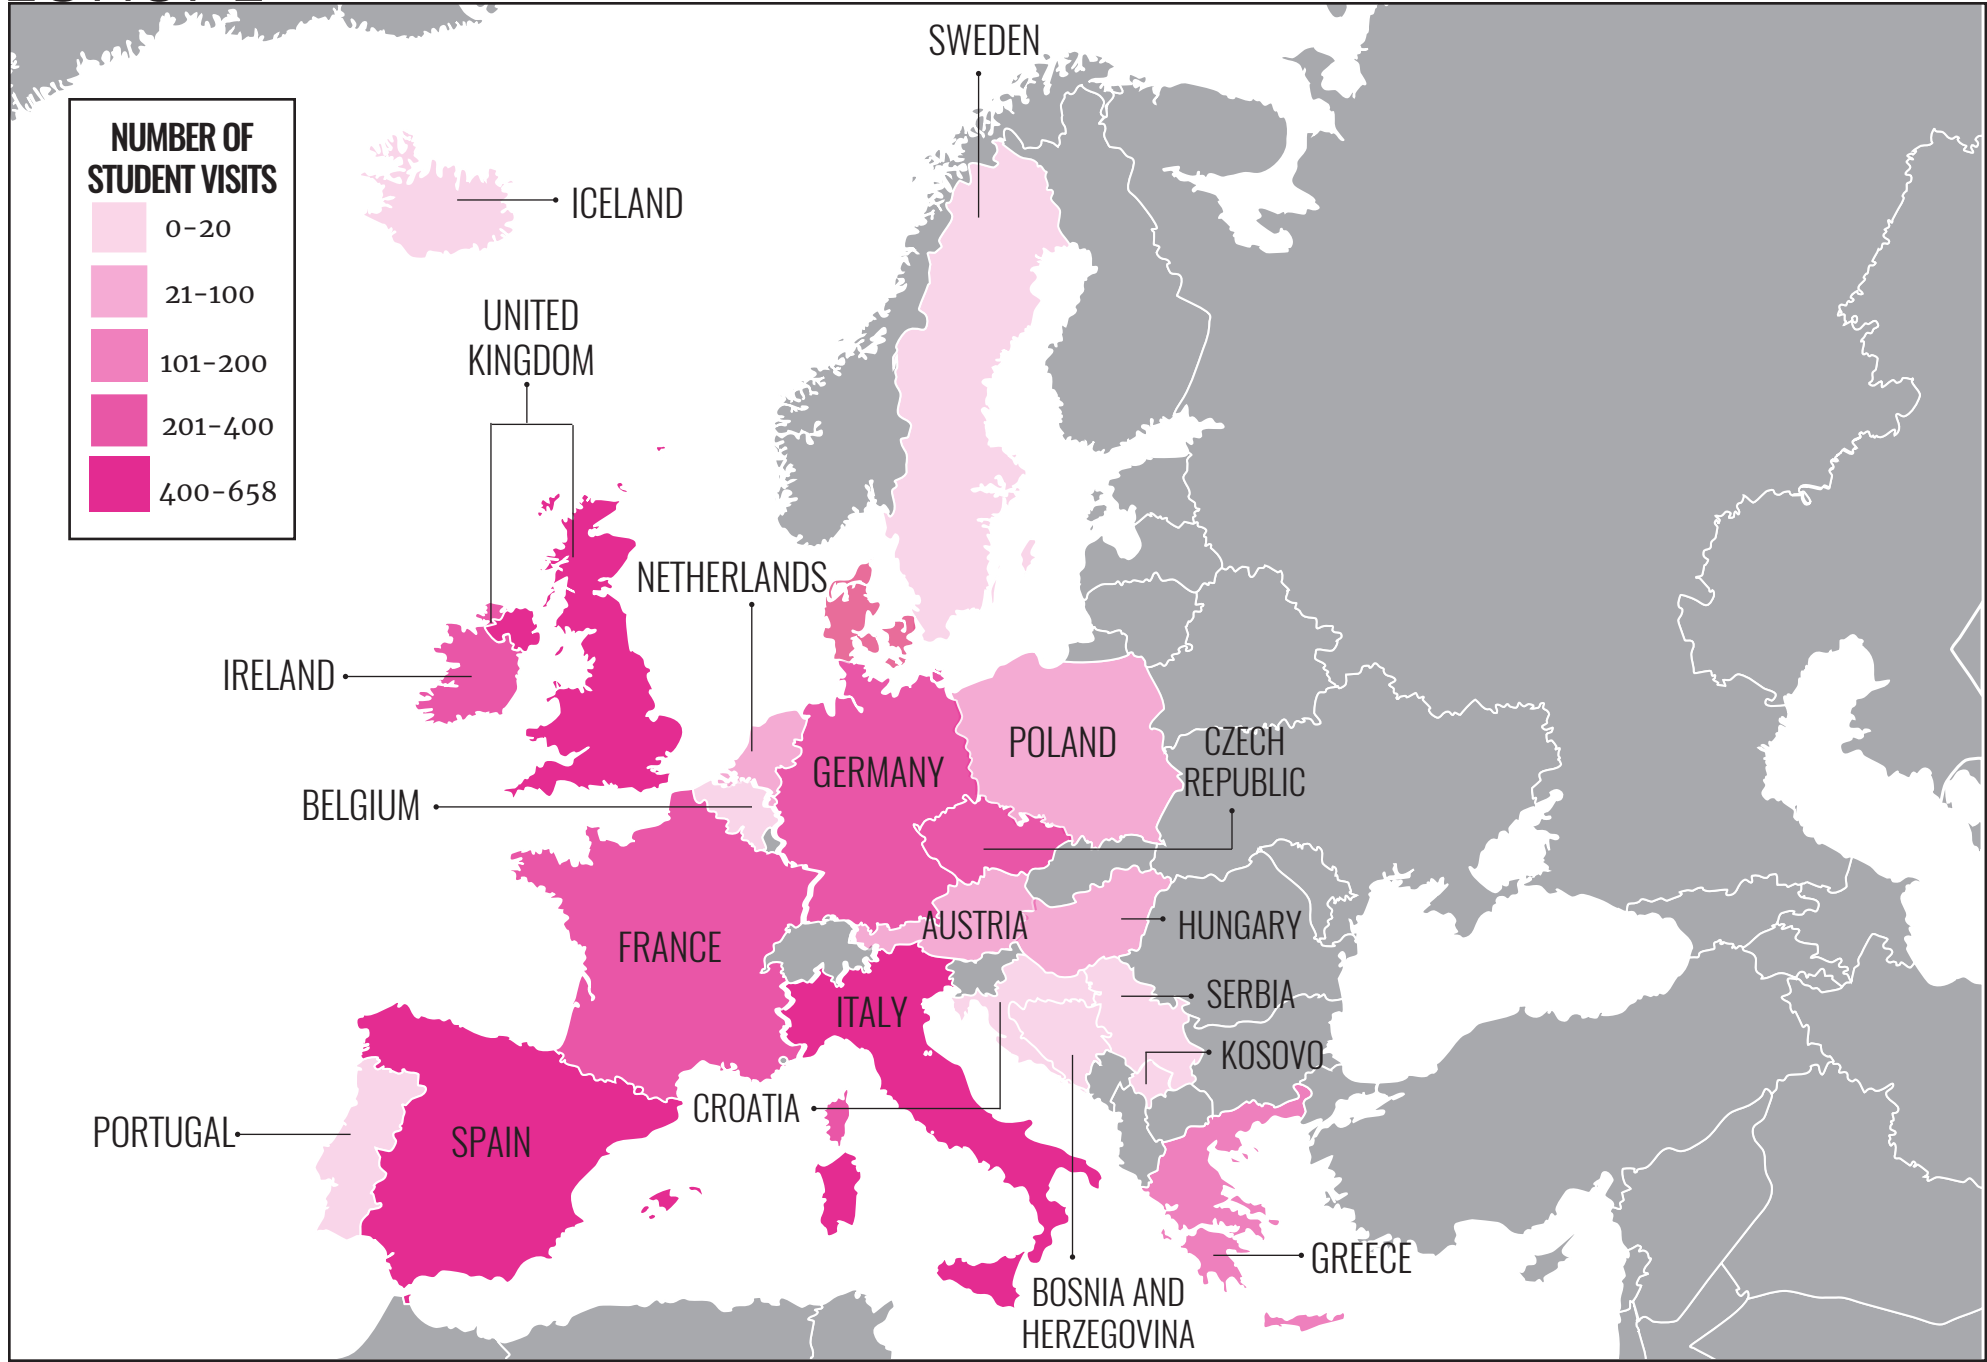 NUMBER OF
STUDENT VISITS
0-20
21-100
101-200
201-400
400-658
SWEDEN
ICELAND
UNITED
KINGDOM
NETHERLANDS
IRELAND
BELGIUM
GERMANY
POLAND
CZECH
REPUBLIC
FRANCE
AUSTRIA
HUNGARY
ITALY
SERBIA
KOSOVO
CROATIA
PORTUGAL
SPAIN
GREECE
BOSNIA AND
HERZEGOVINA